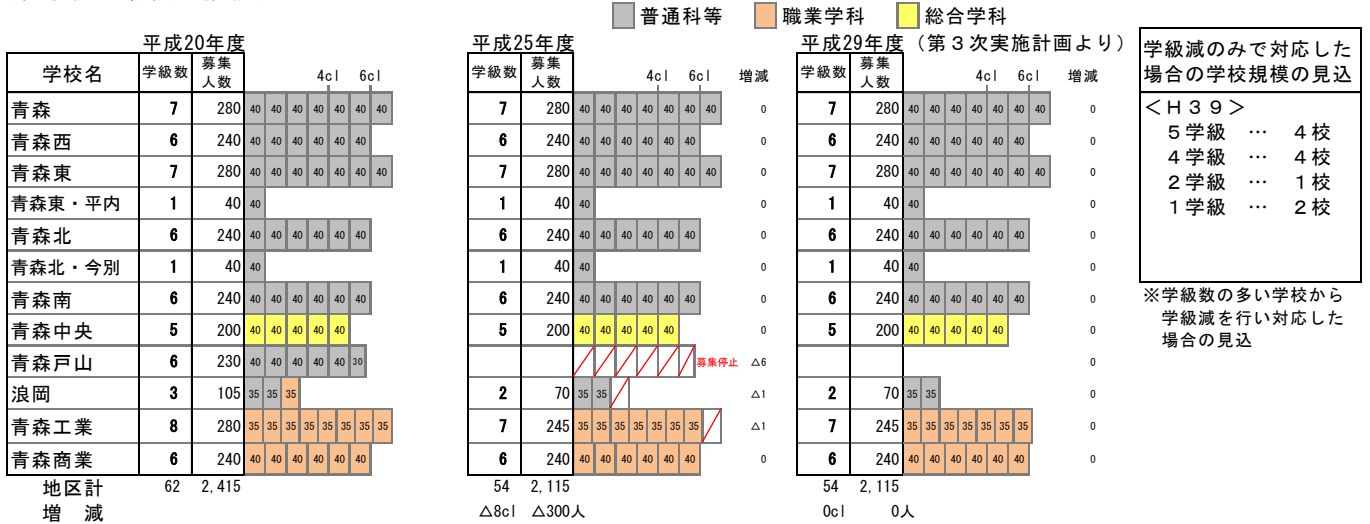 普通科等 職業学科 総合学科
平成20年度 平成25年度 平成29年度（第３次実施計画より）
学校名 学級数 募集人数 4cl 6cl 学級数 募集人数 4cl 6cl 増減 学級数 募集人数 4cl 6cl 増減
青森 7 280 40 40 40 40 40 40 40 7 280 40 40 40 40 40 40 40 0 7 280 40 40 40 40 40 40 40 0
青森西 6 240 40 40 40 40 40 40 6 240 40 40 40 40 40 40 0 6 240 40 40 40 40 40 40 0
青森東 7 280 40 40 40 40 40 40 40 7 280 40 40 40 40 40 40 40 0 7 280 40 40 40 40 40 40 40 0
青森東・平内 1 40 40 1 40 40 0 1 40 40 0
青森北 6 240 40 40 40 40 40 40 6 240 40 40 40 40 40 40 0 6 240 40 40 40 40 40 40 0
青森北・今別 1 40 40 1 40 40 0 1 40 40 0
青森南 6 240 40 40 40 40 40 40 6 240 40 40 40 40 40 40 0 6 240 40 40 40 40 40 40 0
青森中央 5 200 40 40 40 40 40 5 200 40 40 40 40 40 0 5 200 40 40 40 40 40 0
青森戸山 6 230 40 40 40 40 40 30 募集停止 △6 0
浪岡 3 105 35 35 35 2 70 35 35 △1 2 70 35 35 0
青森工業 8 280 35 35 35 35 35 35 35 35 7 245 35 35 35 35 35 35 35 △1 7 245 35 35 35 35 35 35 35 0
青森商業 6 240 40 40 40 40 40 40 6 240 40 40 40 40 40 40 0 6 240 40 40 40 40 40 40 0
地区計 62 2,415 54 2,115 54 2,115
増 減 △8cl △300人 0cl 0人
学級減のみで対応した
場合の学校規模の見込
＜Ｈ３９＞
５学級 … ４校
４学級 … ４校
２学級 … １校
１学級 … ２校
※学級数の多い学校から
学級減を行い対応した
場合の見込